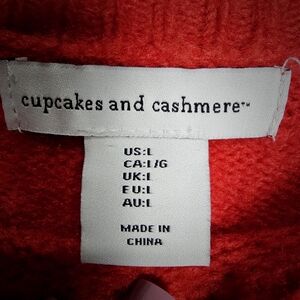 cupcakes and cashmere™
US:L
CA:L/G
UK:L
EU:L
AU:L
MADE IN
CHINA